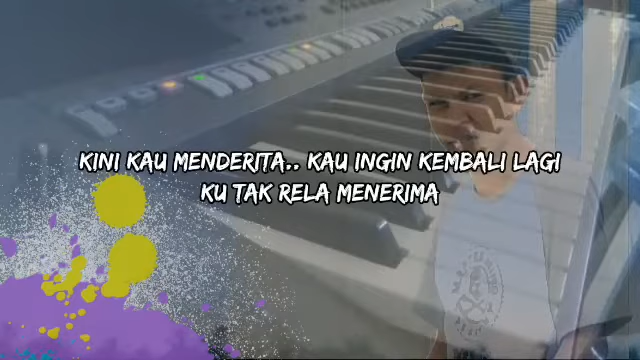 KINI KAU MENDERITA.. KAU INGIN KEMBALI LAGI
KU TAK RELA MENERIMA